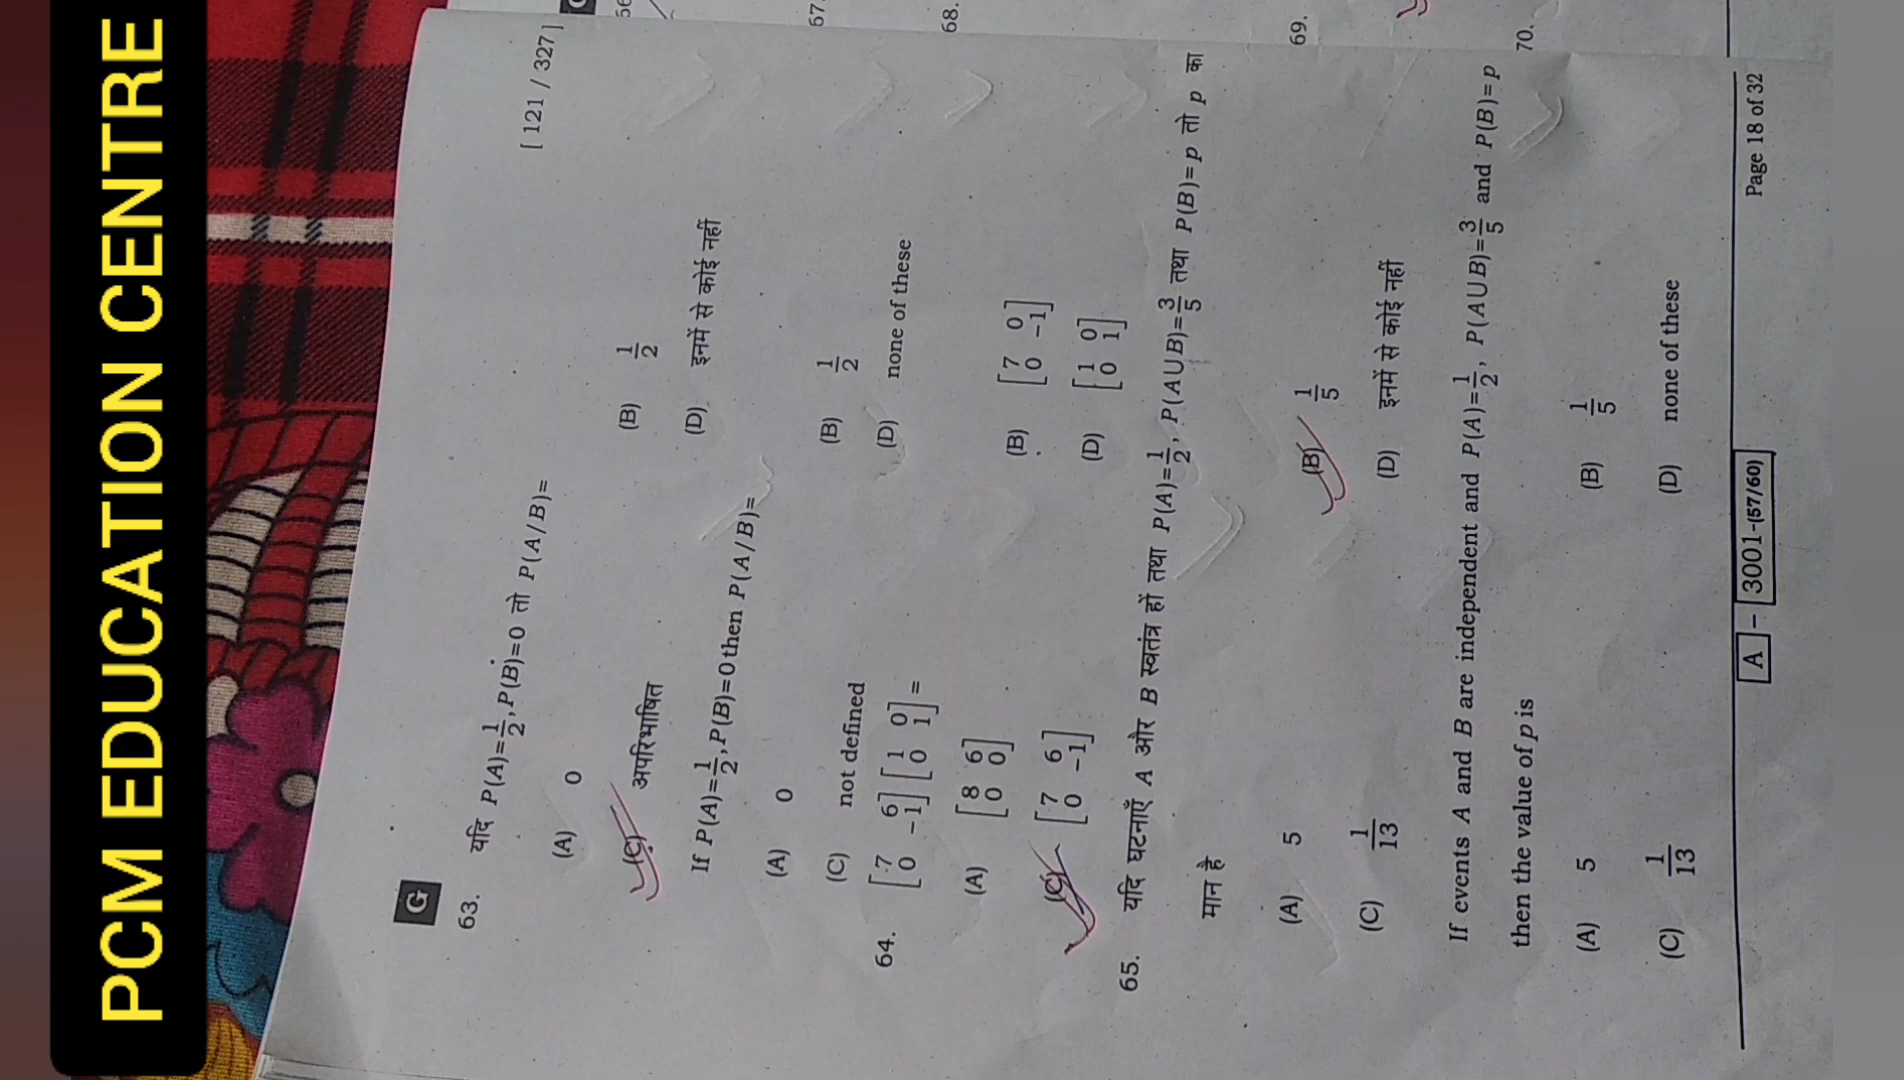 PCM EDUCATION CENTRE
G
[ 121 / 327 ]
63. यदि P(A)=1/2, P(B)=0 तो P(A/B)=
(A) 0 (B) 1/2
(C) अपरिभाषित (D) इनमें से कोई नहीं
If P(A)=1/2, P(B)=0 then P(A/B)=
(A) 0 (B) 1/2
(C) not defined (D) none of these
64. [7 6; 0 -1] [1 0; 0 1] =
(A) [8 6; 0 0] (B) [7 0; 0 -1]
(C) [7 6; 0 -1] (D) [1 0; 0 1]
65. यदि घटनाएँ A और B स्वतंत्र हों तथा P(A)=1/2, P(A∪B)=3/5 तथा P(B)=p तो p का
मान है
(A) 5 (B) 1/5
(C) 1/13 (D) इनमें से कोई नहीं
If events A and B are independent and P(A)=1/2, P(A∪B)=3/5 and P(B)=p
then the value of p is
(A) 5 (B) 1/5
(C) 1/13 (D) none of these
A - 3001-(57/60) Page 18 of 32
67.
68.
69.
70.